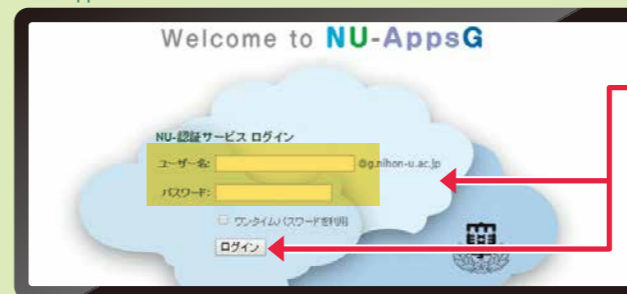 Welcome to NU-AppsG
NU-認証サービス ログイン
ユーザー名: @g.nihon-u.ac.jp
パスワード:
ワンタイムパスワードを利用
ログイン